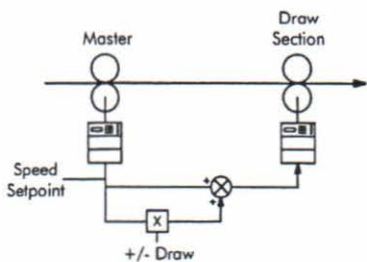 Master
Draw
Section
Speed
Setpoint
+
+
X
+/- Draw